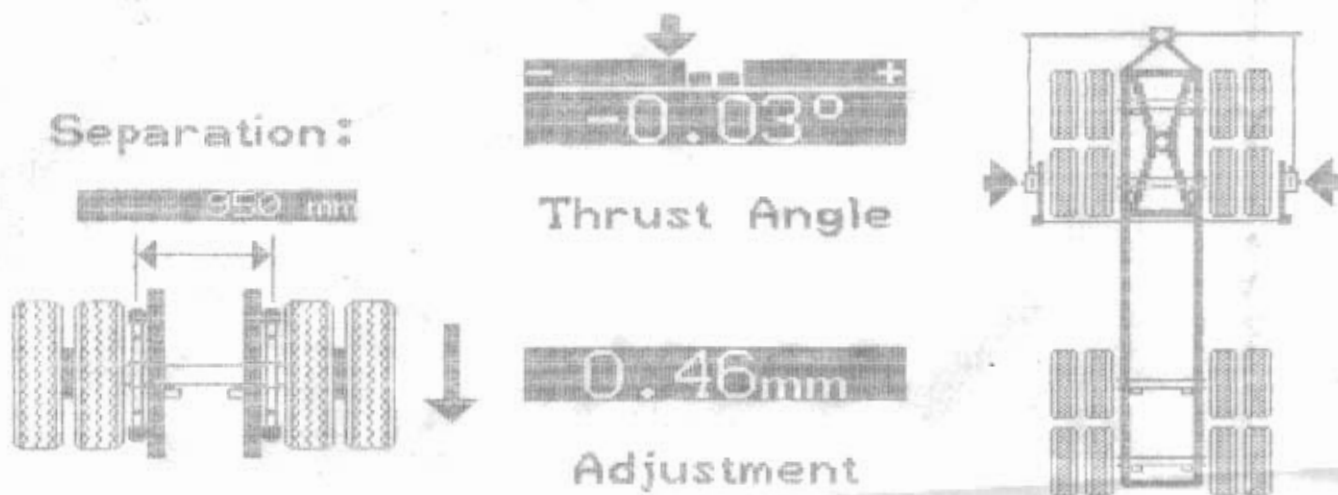 Separation:
mm
- +
-0.03°
Thrust Angle
0.46mm
Adjustment